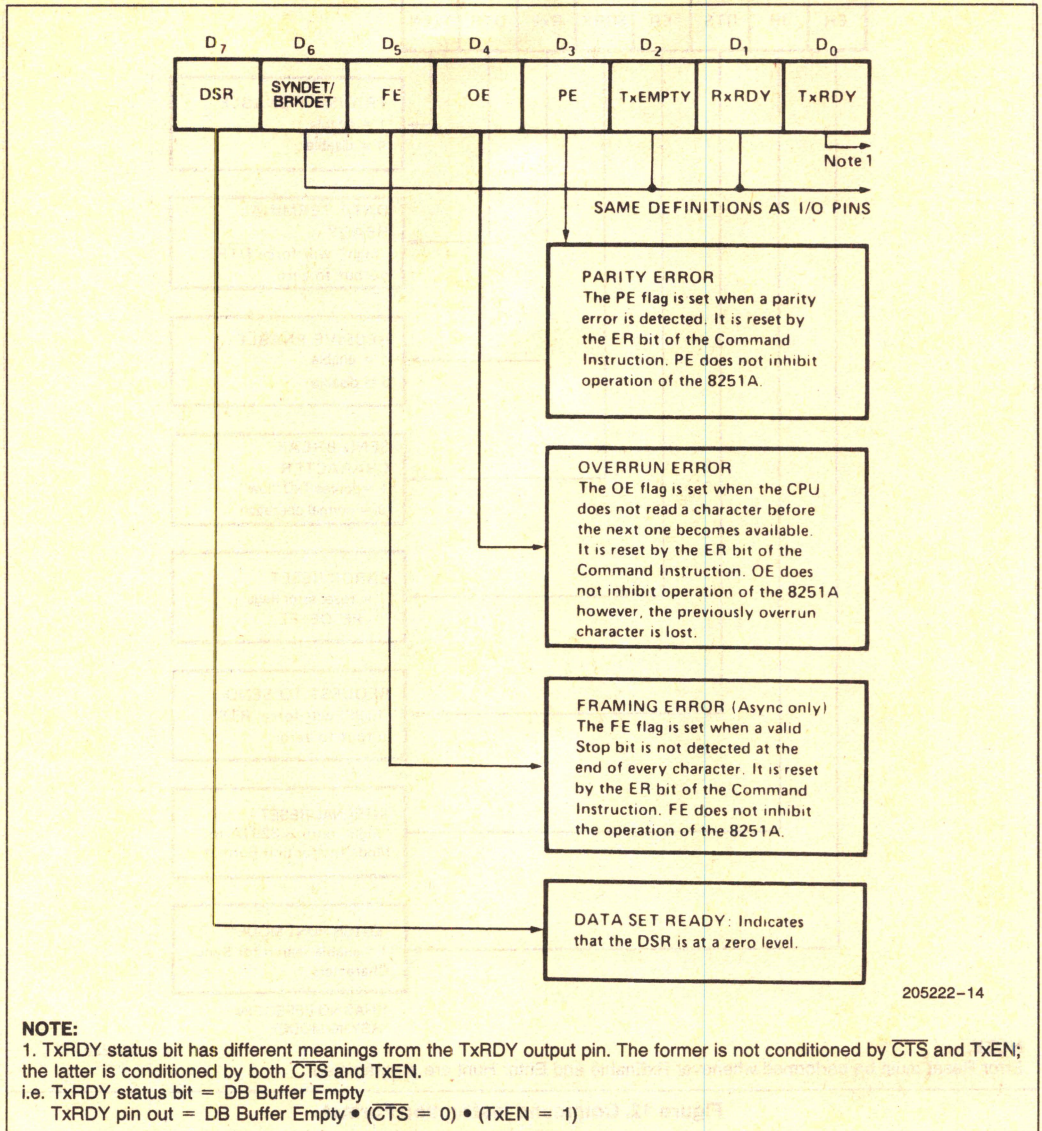 D7 D6 D5 D4 D3 D2 D1 D0
DSR SYNDET/ BRKDET FE OE PE TxEMPTY RxRDY TxRDY
Note 1
SAME DEFINITIONS AS I/O PINS
PARITY ERROR
The PE flag is set when a parity
error is detected. It is reset by
the ER bit of the Command
Instruction. PE does not inhibit
operation of the 8251A.
OVERRUN ERROR
The OE flag is set when the CPU
does not read a character before
the next one becomes available.
It is reset by the ER bit of the
Command Instruction. OE does
not inhibit operation of the 8251A
however, the previously overrun
character is lost.
FRAMING ERROR (Async only)
The FE flag is set when a valid
Stop bit is not detected at the
end of every character. It is reset
by the ER bit of the Command
Instruction. FE does not inhibit
the operation of the 8251A.
DATA SET READY: Indicates
that the DSR is at a zero level.
205222–14
NOTE:
1. TxRDY status bit has different meanings from the TxRDY output pin. The former is not conditioned by C̅T̅S̅ and TxEN;
the latter is conditioned by both C̅T̅S̅ and TxEN.
i.e. TxRDY status bit = DB Buffer Empty
TxRDY pin out = DB Buffer Empty • (C̅T̅S̅ = 0) • (TxEN = 1)